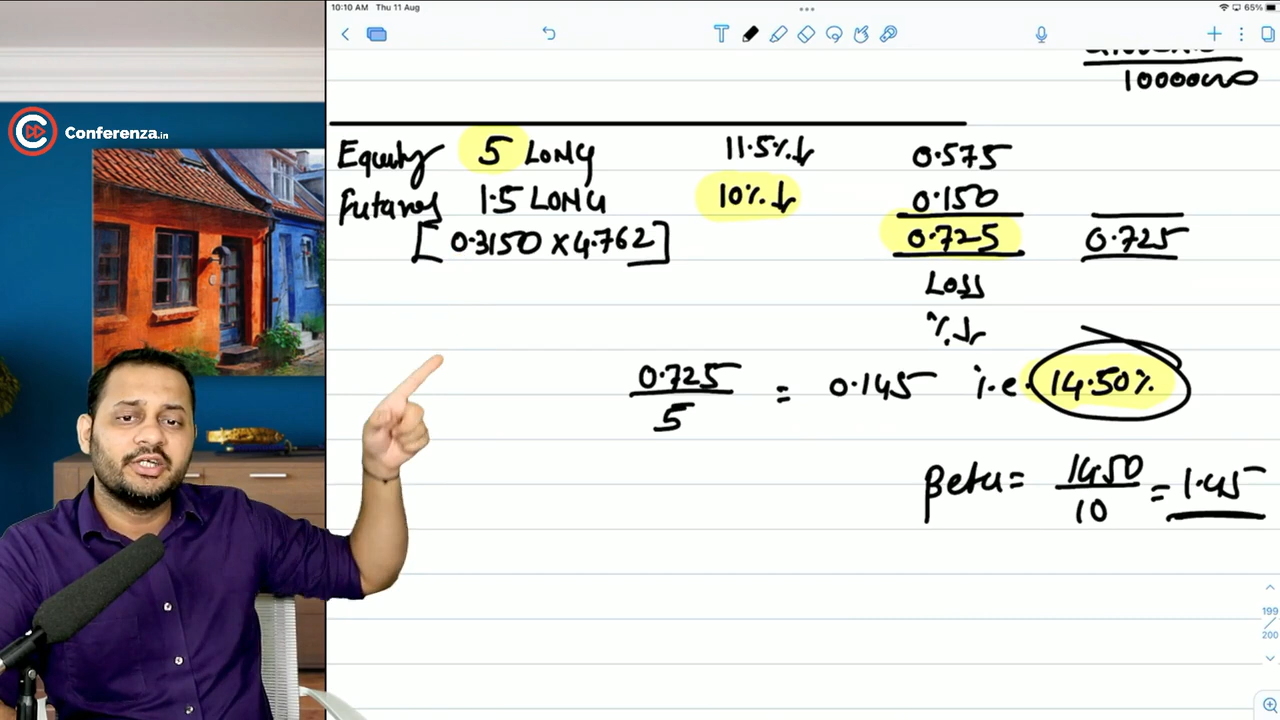 10:10 AM Thu 11 Aug
65%
10000000
Conferenza.in
Equity 5 LONG 11.5%↓ 0.575
Futures 1.5 LONG 10%↓ 0.150
[0.3150 X 4.762] 0.725 0.725
Loss
%↓
0.725 / 5 = 0.145 i.e. 14.50%
Beta = 14.50 / 10 = 1.45
199
200